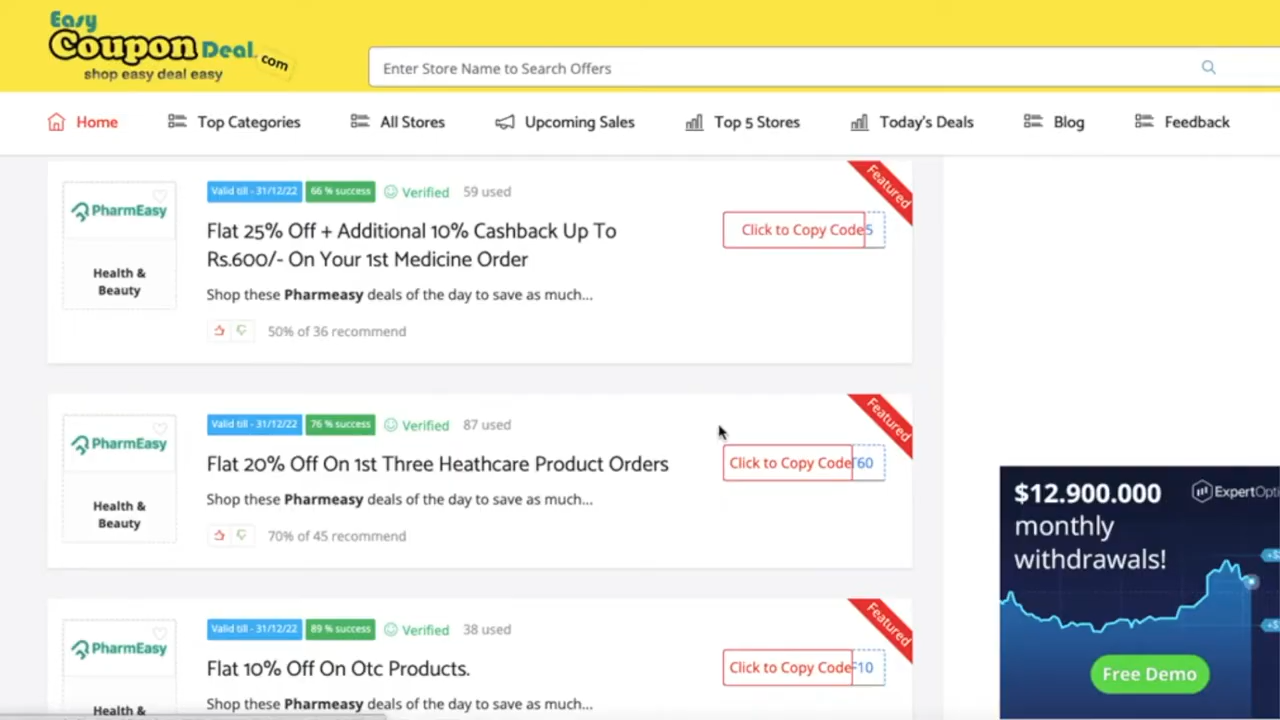 Easy
Coupon Deal.com
shop easy deal easy
Enter Store Name to Search Offers
Home Top Categories All Stores Upcoming Sales Top 5 Stores Today's Deals Blog Feedback
PharmEasy
Health &
Beauty
Valid till - 31/12/22 66 % success Verified 59 used
Flat 25% Off + Additional 10% Cashback Up To
Rs.600/- On Your 1st Medicine Order
Shop these Pharmeasy deals of the day to save as much...
50% of 36 recommend
Click to Copy Code 5
Featured
PharmEasy
Health &
Beauty
Valid till - 31/12/22 76 % success Verified 87 used
Flat 20% Off On 1st Three Heathcare Product Orders
Shop these Pharmeasy deals of the day to save as much...
70% of 45 recommend
Click to Copy Code 60
Featured
PharmEasy
Health &
Valid till - 31/12/22 89 % success Verified 38 used
Flat 10% Off On Otc Products.
Shop these Pharmeasy deals of the day to save as much...
Click to Copy Code 10
Featured
$12.900.000
monthly
withdrawals!
ExpertOpti
Free Demo